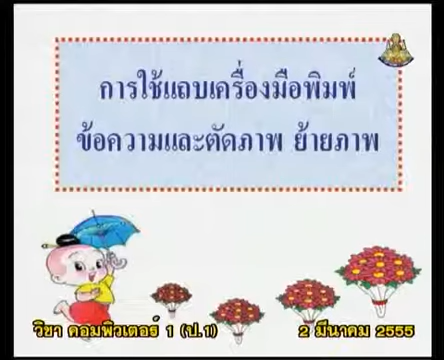 การใช้แถบเครื่องมือพิมพ์
ข้อความและตัดภาพ ย้ายภาพ
วิชา คอมพิวเตอร์ 1 (ป.1)
2 มีนาคม 2555